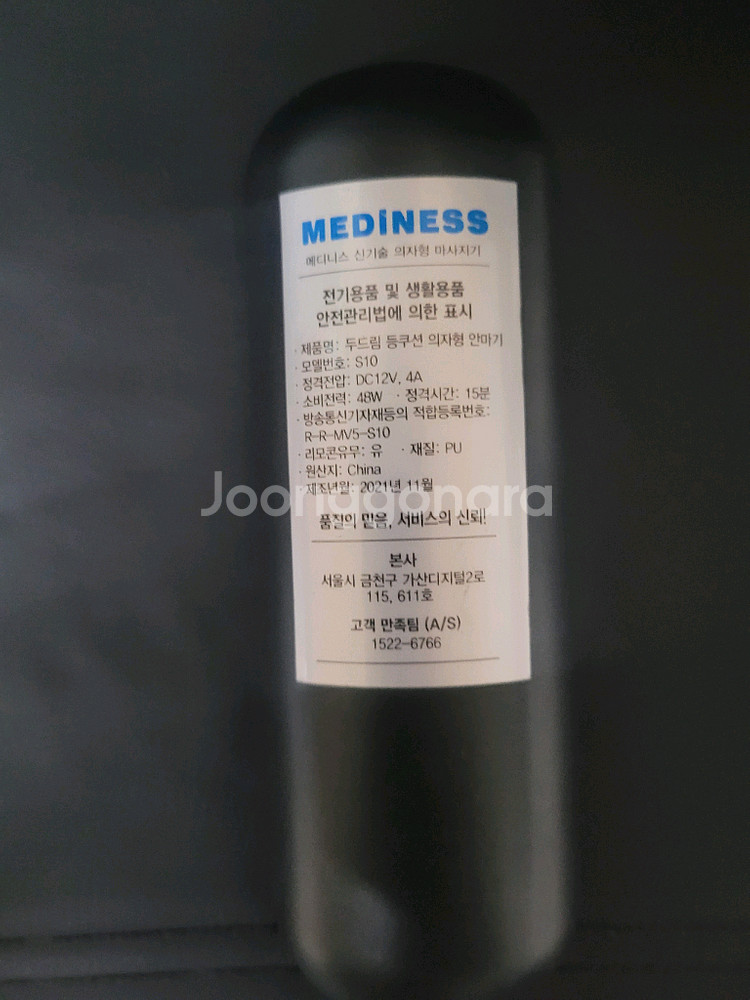 MEDiNESS
메디니스 신기술 의자형 마사지기
전기용품 및 생활용품
안전관리법에 의한 표시
· 제품명: 두드림 등쿠션 의자형 안마기
· 모델번호: S10
· 정격전압: DC12V, 4A
· 소비전력: 48W · 정격시간: 15분
· 방송통신기자재등의 적합등록번호:
R-R-MV5-S10
· 리모콘유무: 유 · 재질: PU
· 원산지: China
· 제조년월: 2021년 11월
Joonggonara
품질의 믿음, 서비스의 신뢰!
본사
서울시 금천구 가산디지털2로
115, 611호
고객 만족팀 (A/S)
1522-6766